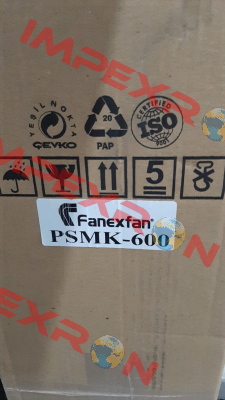 IMPEXRON
YEŞİL NOKTA
ÇEVKO
20
PAP
CERTIFIED
ISO
9001
5
Fanexfan
PSMK-600
IMPEXRON